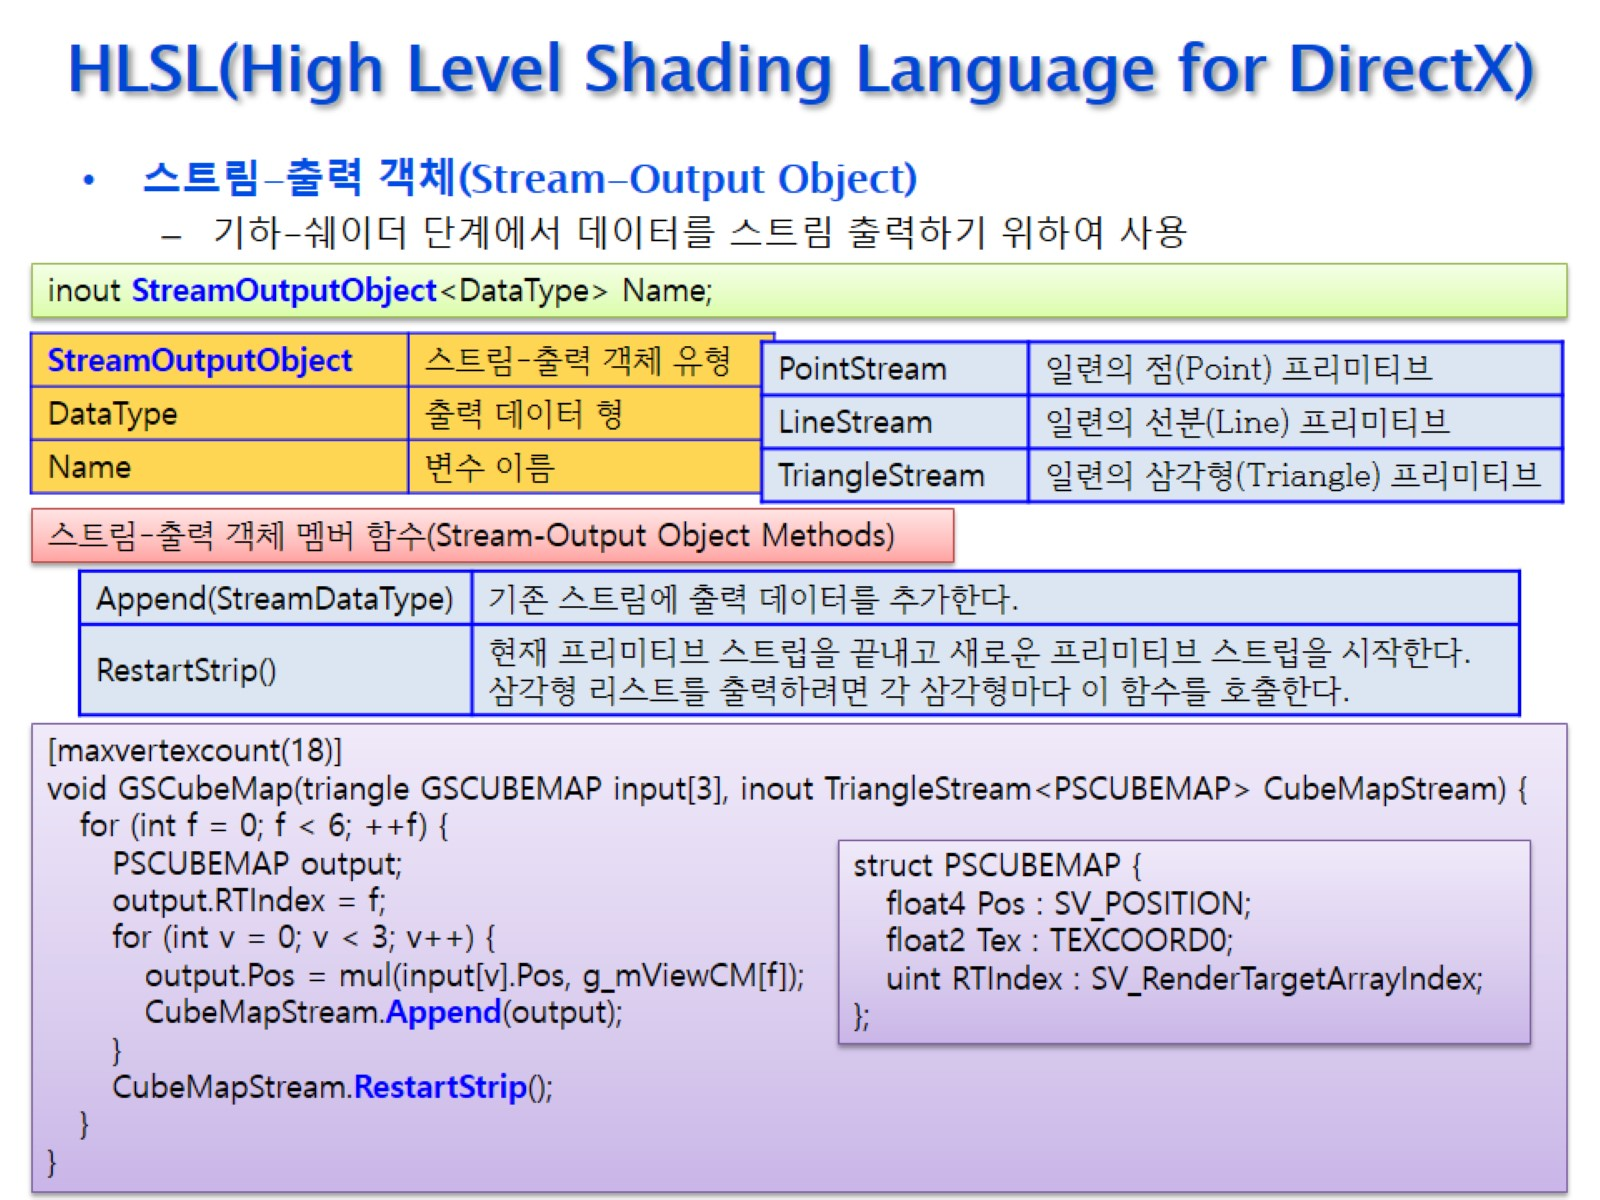 HLSL(High Level Shading Language for DirectX)
• 스트림-출력 객체(Stream-Output Object)
– 기하-쉐이더 단계에서 데이터를 스트림 출력하기 위하여 사용
inout StreamOutputObject<DataType> Name;
StreamOutputObject 스트림-출력 객체 유형
DataType 출력 데이터 형
Name 변수 이름
PointStream 일련의 점(Point) 프리미티브
LineStream 일련의 선분(Line) 프리미티브
TriangleStream 일련의 삼각형(Triangle) 프리미티브
스트림-출력 객체 멤버 함수(Stream-Output Object Methods)
Append(StreamDataType) 기존 스트림에 출력 데이터를 추가한다.
RestartStrip() 현재 프리미티브 스트립을 끝내고 새로운 프리미티브 스트립을 시작한다.
삼각형 리스트를 출력하려면 각 삼각형마다 이 함수를 호출한다.
[maxvertexcount(18)]
void GSCubeMap(triangle GSCUBEMAP input[3], inout TriangleStream<PSCUBEMAP> CubeMapStream) {
for (int f = 0; f < 6; ++f) {
PSCUBEMAP output;
output.RTIndex = f;
for (int v = 0; v < 3; v++) {
output.Pos = mul(input[v].Pos, g_mViewCM[f]);
CubeMapStream.Append(output);
}
CubeMapStream.RestartStrip();
}
}
struct PSCUBEMAP {
float4 Pos : SV_POSITION;
float2 Tex : TEXCOORD0;
uint RTIndex : SV_RenderTargetArrayIndex;
};